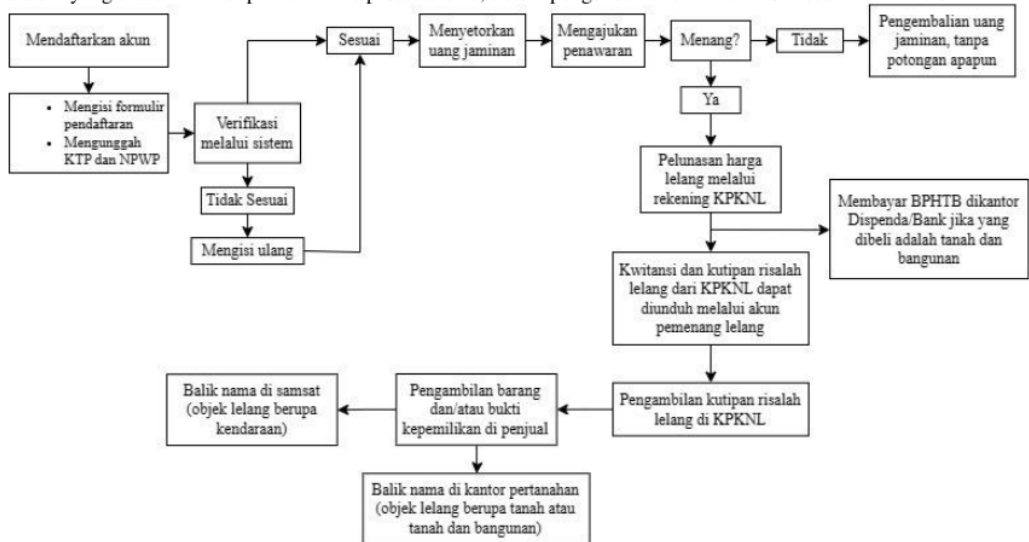 Mendaftarkan akun
Sesuai
Menyetorkan
uang jaminan
Mengajukan
penawaran
Menang?
Tidak
Pengembalian uang
jaminan, tanpa
potongan apapun
• Mengisi formulir
pendaftaran
• Mengunggah
KTP dan NPWP
Verifikasi
melalui sistem
Ya
Tidak Sesuai
Mengisi ulang
Pelunasan harga
lelang melalui
rekening KPKNL
Membayar BPHTB dikantor
Dispenda/Bank jika yang
dibeli adalah tanah dan
bangunan
Kwitansi dan kutipan risalah
lelang dari KPKNL dapat
diunduh melalui akun
pemenang lelang
Pengambilan kutipan risalah
lelang di KPKNL
Pengambilan barang
dan/atau bukti
kepemilikan di penjual
Balik nama di samsat
(objek lelang berupa
kendaraan)
Balik nama di kantor pertanahan
(objek lelang berupa tanah atau
tanah dan bangunan)